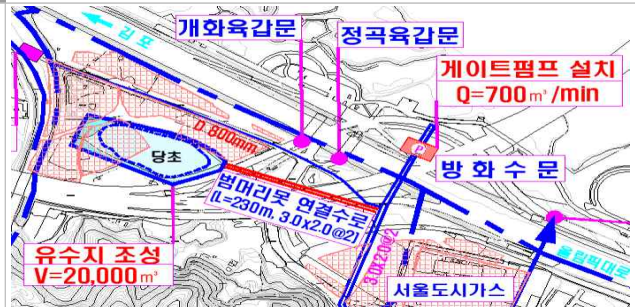 김포
개화육갑문
정곡육갑문
게이트펌프 설치
Q=700㎥/min
D 800mm
당초
P
방화수문
범머리못 연결수로
(L=230m, 3.0x2.0@2)
유수지 조성
V=20,000㎥
3.0x2.0@2
서울도시가스
올림픽대로